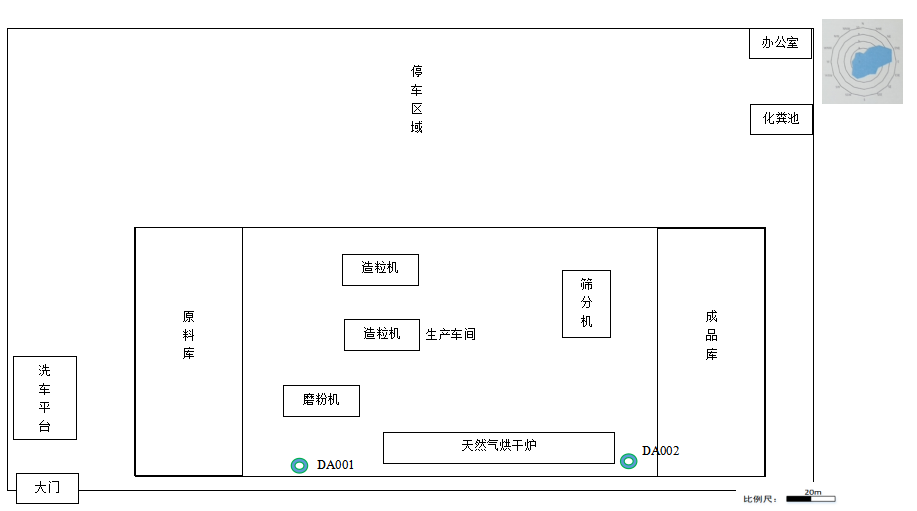 办公室
停车区域
化粪池
造粒机
筛分机
原料库
成品库
造粒机
生产车间
洗车平台
磨粉机
天然气烘干炉
DA002
DA001
大门
比例尺：
20m